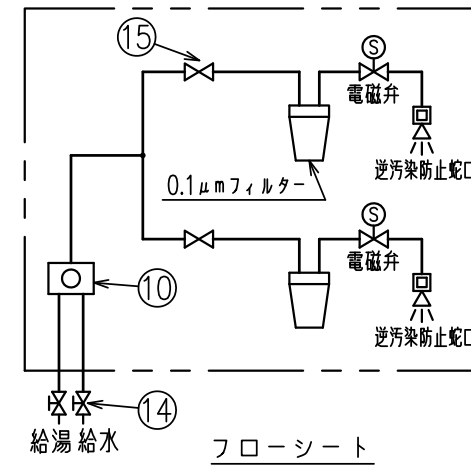 15
S
電磁弁
逆汚染防止蛇口
0.1μmフィルター
S
電磁弁
逆汚染防止蛇口
10
14
給湯 給水
フローシート